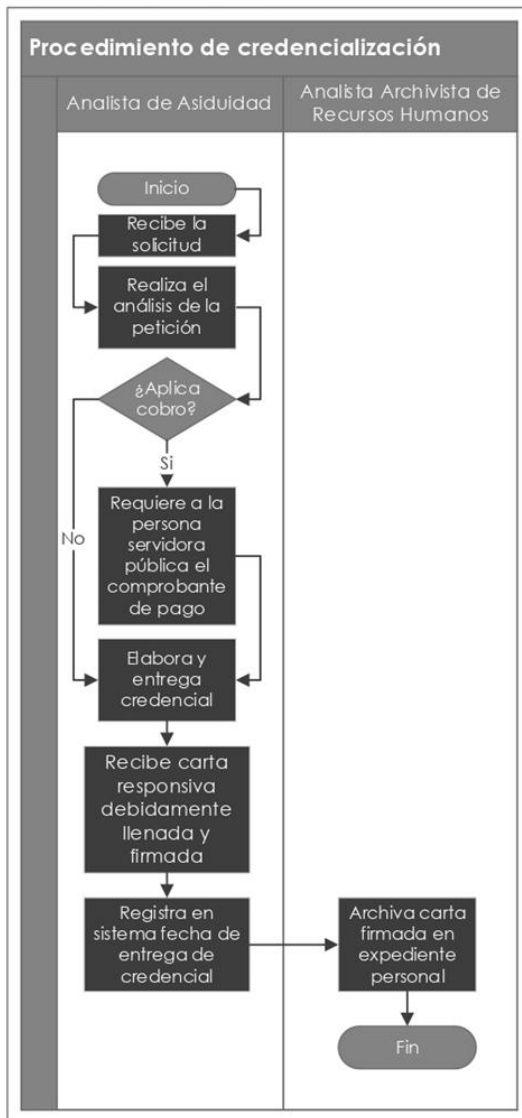 Procedimiento de credencialización
Analista de Asiduidad
Analista Archivista de
Recursos Humanos
Inicio
Recibe la
solicitud
Realiza el
análisis de la
petición
¿Aplica
cobro?
Si
No
Requiere a la
persona
servidora
pública el
comprobante
de pago
Elabora y
entrega
credencial
Recibe carta
responsiva
debidamente
llenada y
firmada
Registra en
sistema fecha de
entrega de
credencial
Archiva carta
firmada en
expediente
personal
Fin